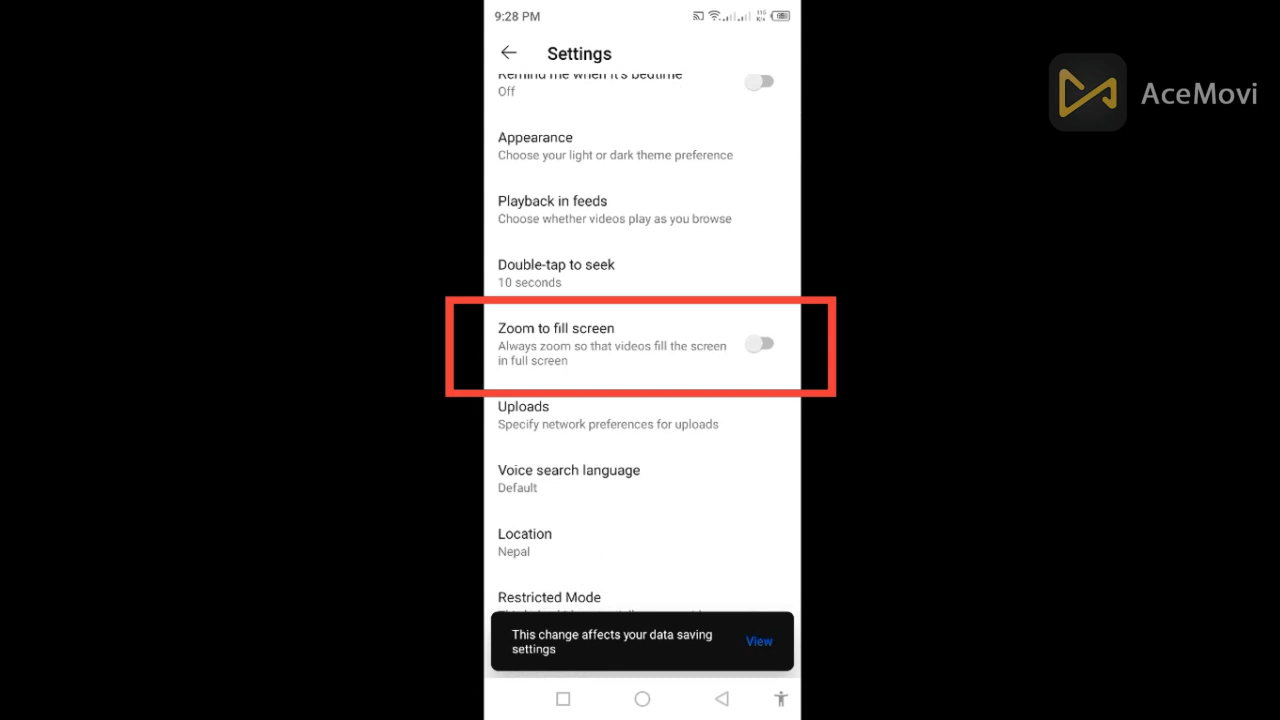 9:28 PM
AceMovi
Settings
Remind me when it's bedtime
Off
Appearance
Choose your light or dark theme preference
Playback in feeds
Choose whether videos play as you browse
Double-tap to seek
10 seconds
Zoom to fill screen
Always zoom so that videos fill the screen
in full screen
Uploads
Specify network preferences for uploads
Voice search language
Default
Location
Nepal
Restricted Mode
This change affects your data saving
settings
View